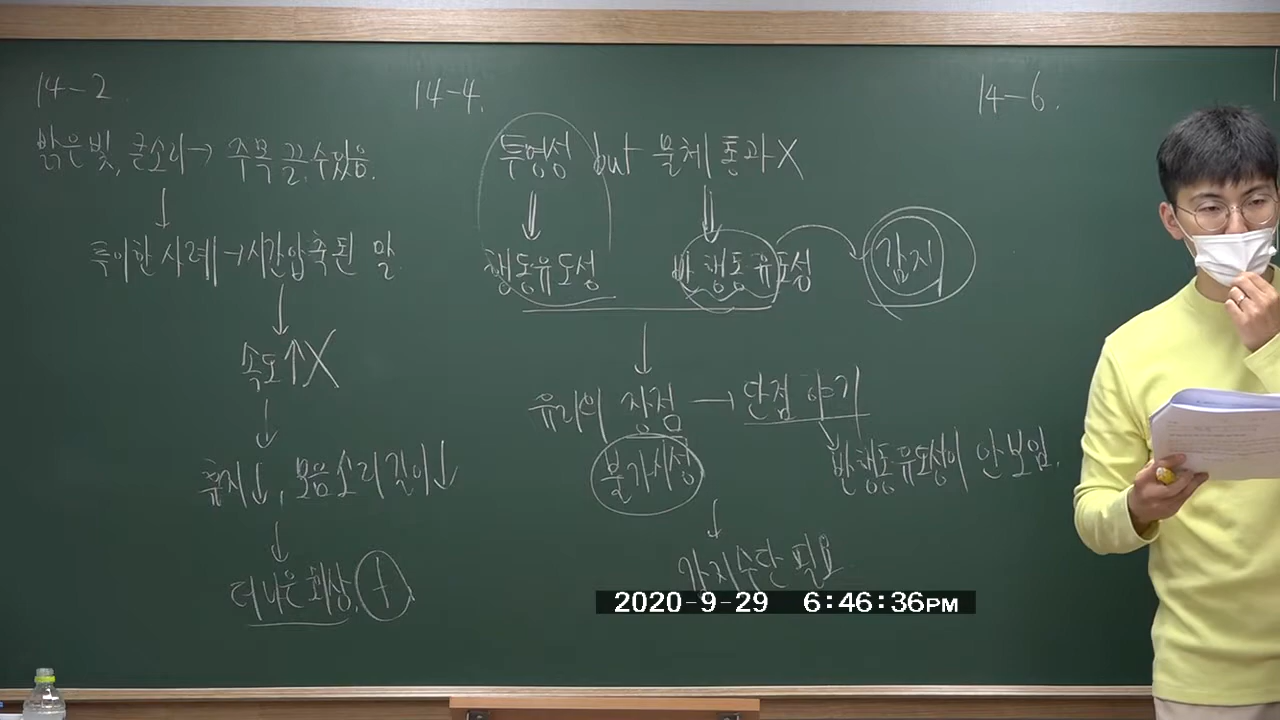 14-2.
밝은 빛, 큰소리→ 주목 끌 수 있음.
↓
특이한 사례→시간압축된 말.
↓
속도↑X
↓
휴지↓, 모음소리 길이↓
↓
더 나은 회상. +
14-4.
투명성 but 물체 통과X
행동유도성 반행동유도성 감지
↓
유리의 장점 → 단점 야기
불가시성 반행동유도성이 안보임.
↓
감지수단 필요
14-6.
2020-9-29 6:46:36PM